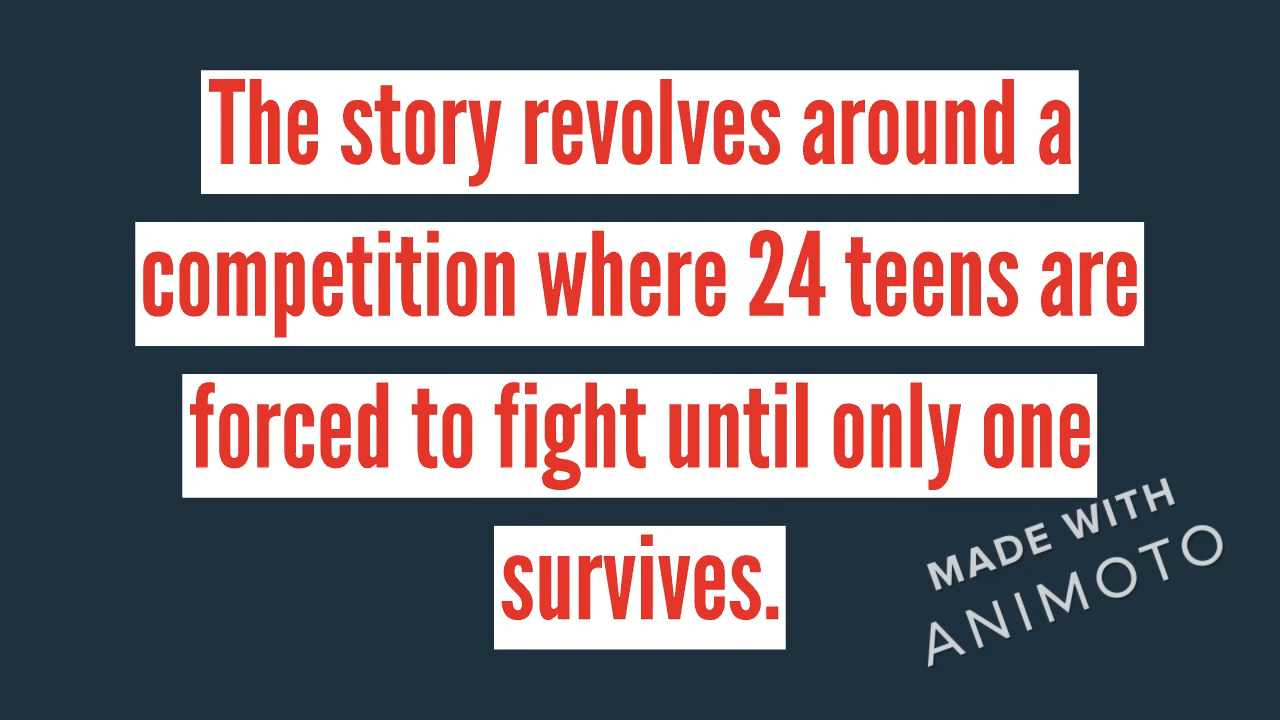 The story revolves around a
competition where 24 teens are
forced to fight until only one
survives.
MADE WITH
ANIMOTO